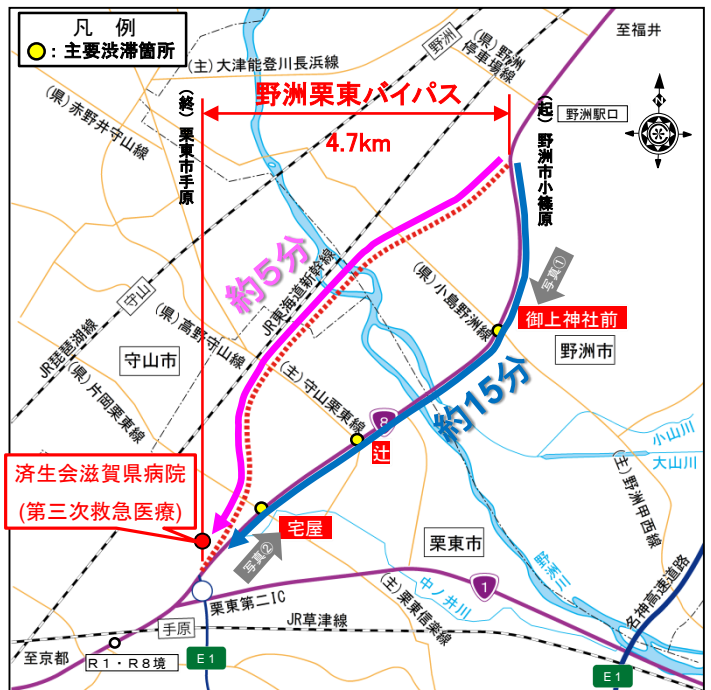 凡 例
：主要渋滞箇所
至福井
野洲
(県)野洲
停車場線
(主)大津能登川長浜線
野洲栗東バイパス
4.7km
(起)野洲市小篠原
野洲駅口
N
(県)赤野井守山線
(終)栗東市手原
約5分
JR東海道新幹線
写真①
(県)小島野洲線
御上神社前
守山
(県)高野守山線
JR琵琶湖線
守山市
野洲市
(県)片岡栗東線
(主)守山栗東線
8
約15分
辻
小山川
大山川
(主)野洲甲西線
済生会滋賀県病院
(第三次救急医療)
宅屋
写真②
栗東市
野洲川
中ノ井川
名神高速道路
栗東第二IC
(主)栗東信楽線
1
手原
JR草津線
至京都
R1・R8境
E1
E1